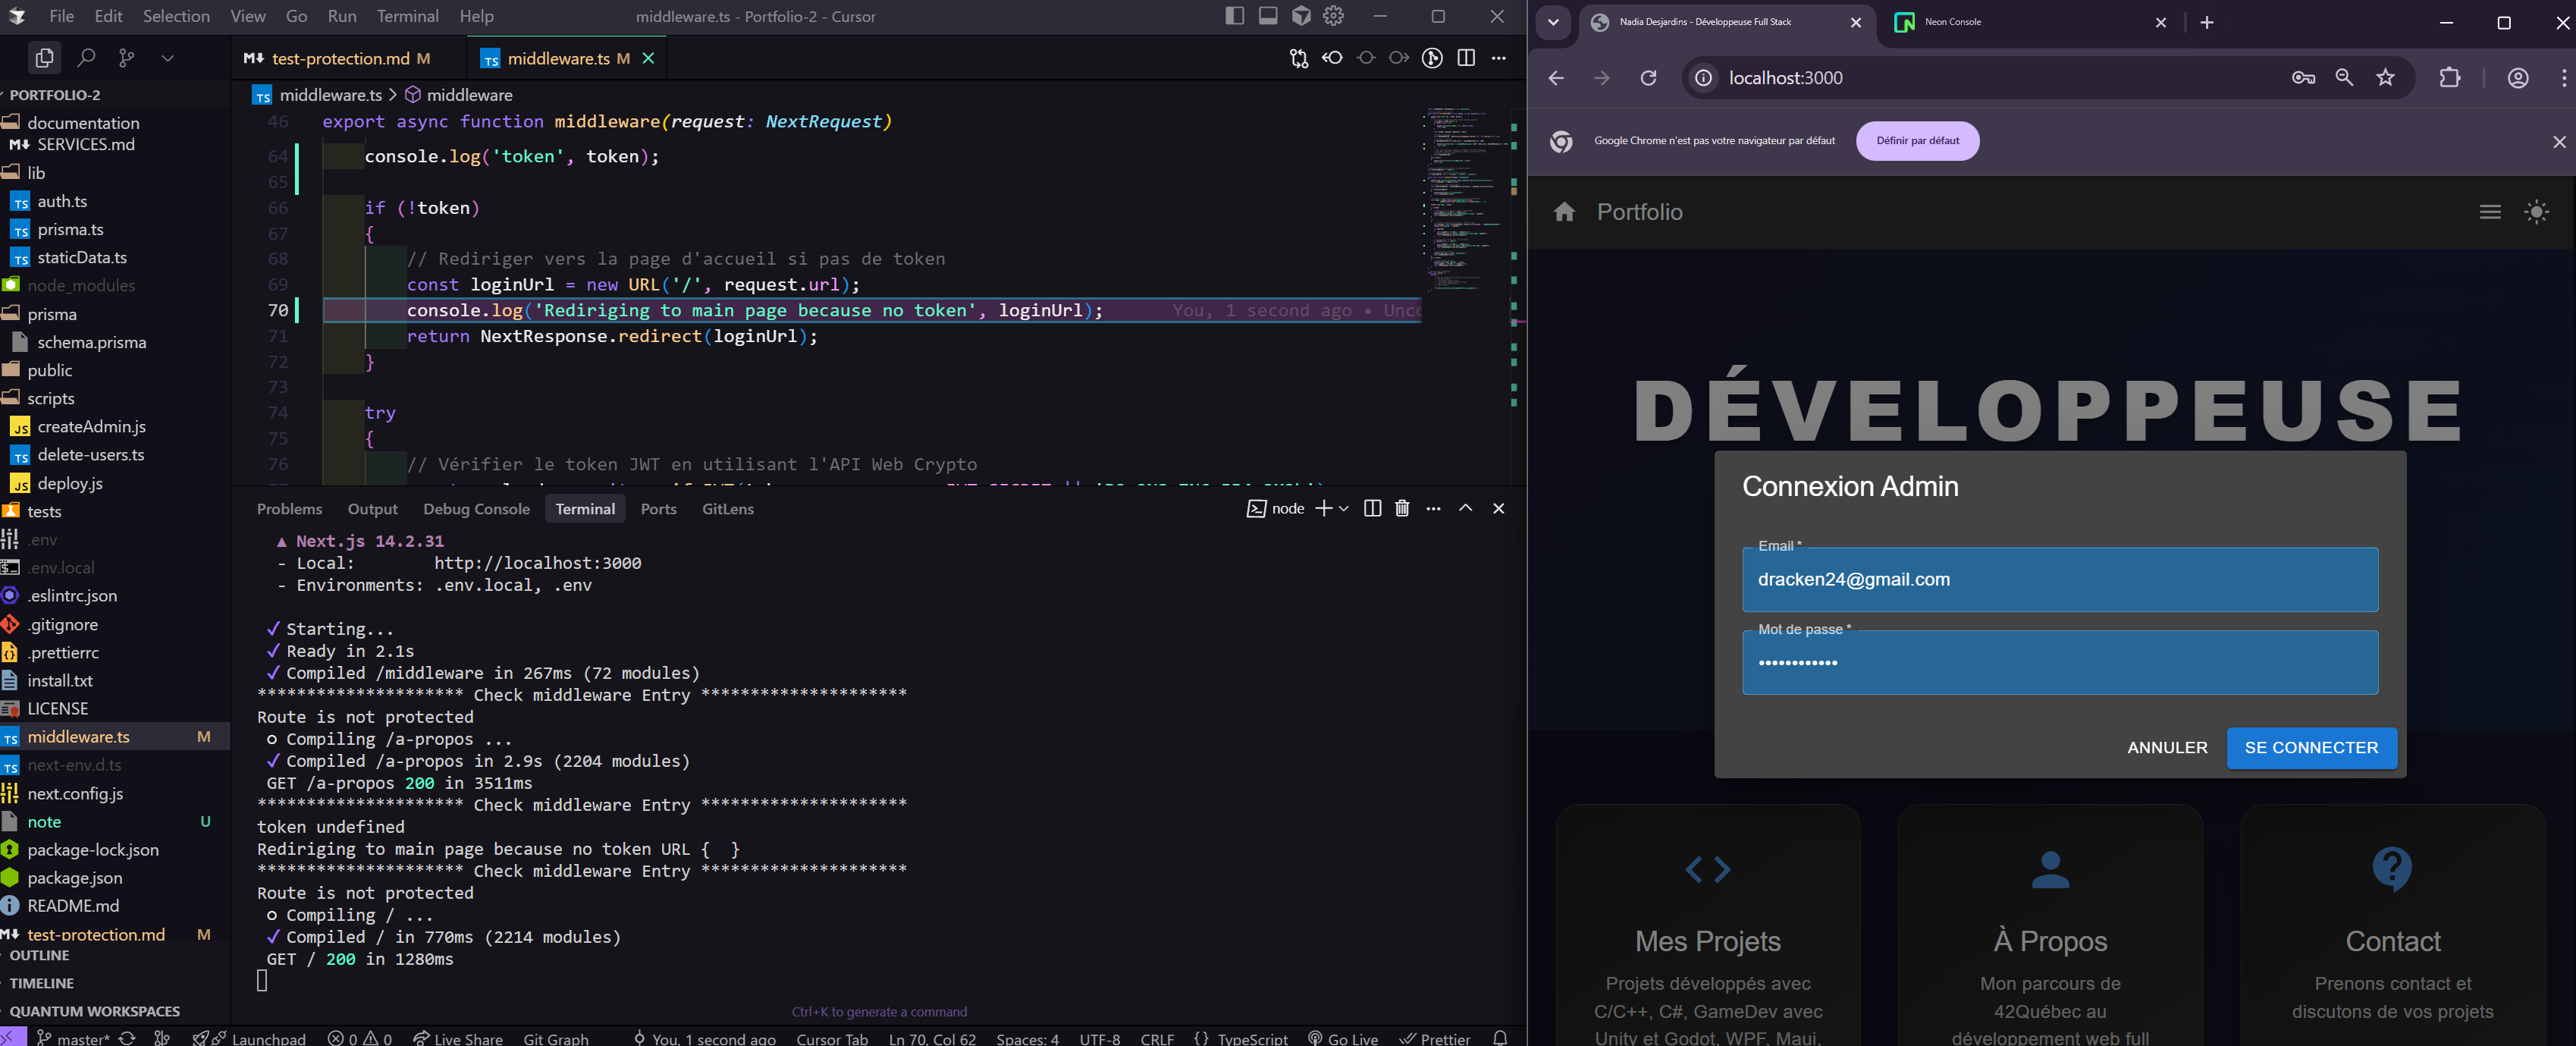 File Edit Selection View Go Run Terminal Help
middleware.ts - Portfolio-2 - Cursor
PORTFOLIO-2
documentation
SERVICES.md
lib
auth.ts
prisma.ts
staticData.ts
node_modules
prisma
schema.prisma
public
scripts
createAdmin.js
delete-users.ts
deploy.js
tests
.env
.env.local
.eslintrc.json
.gitignore
.prettierrc
install.txt
LICENSE
middleware.ts M
next-env.d.ts
next.config.js
note U
package-lock.json
package.json
README.md
test-protection.md M
OUTLINE
TIMELINE
QUANTUM WORKSPACES
test-protection.md M
middleware.ts M
middleware.ts > middleware
46 export async function middleware(request: NextRequest)
64 console.log('token', token);
65
66 if (!token)
67 {
68 // Rediriger vers la page d'accueil si pas de token
69 const loginUrl = new URL('/', request.url);
70 console.log('Rediriging to main page because no token', loginUrl); You, 1 second ago • Unco
71 return NextResponse.redirect(loginUrl);
72 }
73
74 try
75 {
76 // Vérifier le token JWT en utilisant l'API Web Crypto
Problems Output Debug Console Terminal Ports GitLens
node
▲ Next.js 14.2.31
- Local: http://localhost:3000
- Environments: .env.local, .env
✓ Starting...
✓ Ready in 2.1s
✓ Compiled /middleware in 267ms (72 modules)
********************* Check middleware Entry *********************
Route is not protected
○ Compiling /a-propos ...
✓ Compiled /a-propos in 2.9s (2204 modules)
GET /a-propos 200 in 3511ms
********************* Check middleware Entry *********************
token undefined
Rediriging to main page because no token URL {  }
********************* Check middleware Entry *********************
Route is not protected
○ Compiling / ...
✓ Compiled / in 770ms (2214 modules)
GET / 200 in 1280ms
Ctrl+K to generate a command
master* Launchpad 0 0 Live Share Git Graph You, 1 second ago Cursor Tab Ln 70, Col 62 Spaces: 4 UTF-8 CRLF {} TypeScript Go Live Prettier
Nadia Desjardins - Développeuse Full Stack
Neon Console
localhost:3000
Google Chrome n'est pas votre navigateur par défaut
Définir par défaut
Portfolio
DÉVELOPPEUSE
Connexion Admin
Email *
dracken24@gmail.com
Mot de passe *
••••••••••••
ANNULER
SE CONNECTER
Mes Projets
Projets développés avec
C/C++, C#, GameDev avec
Unity et Godot, WPF, Maui,
À Propos
Mon parcours de
42Québec au
développement web full
Contact
Prenons contact et
discutons de vos projets